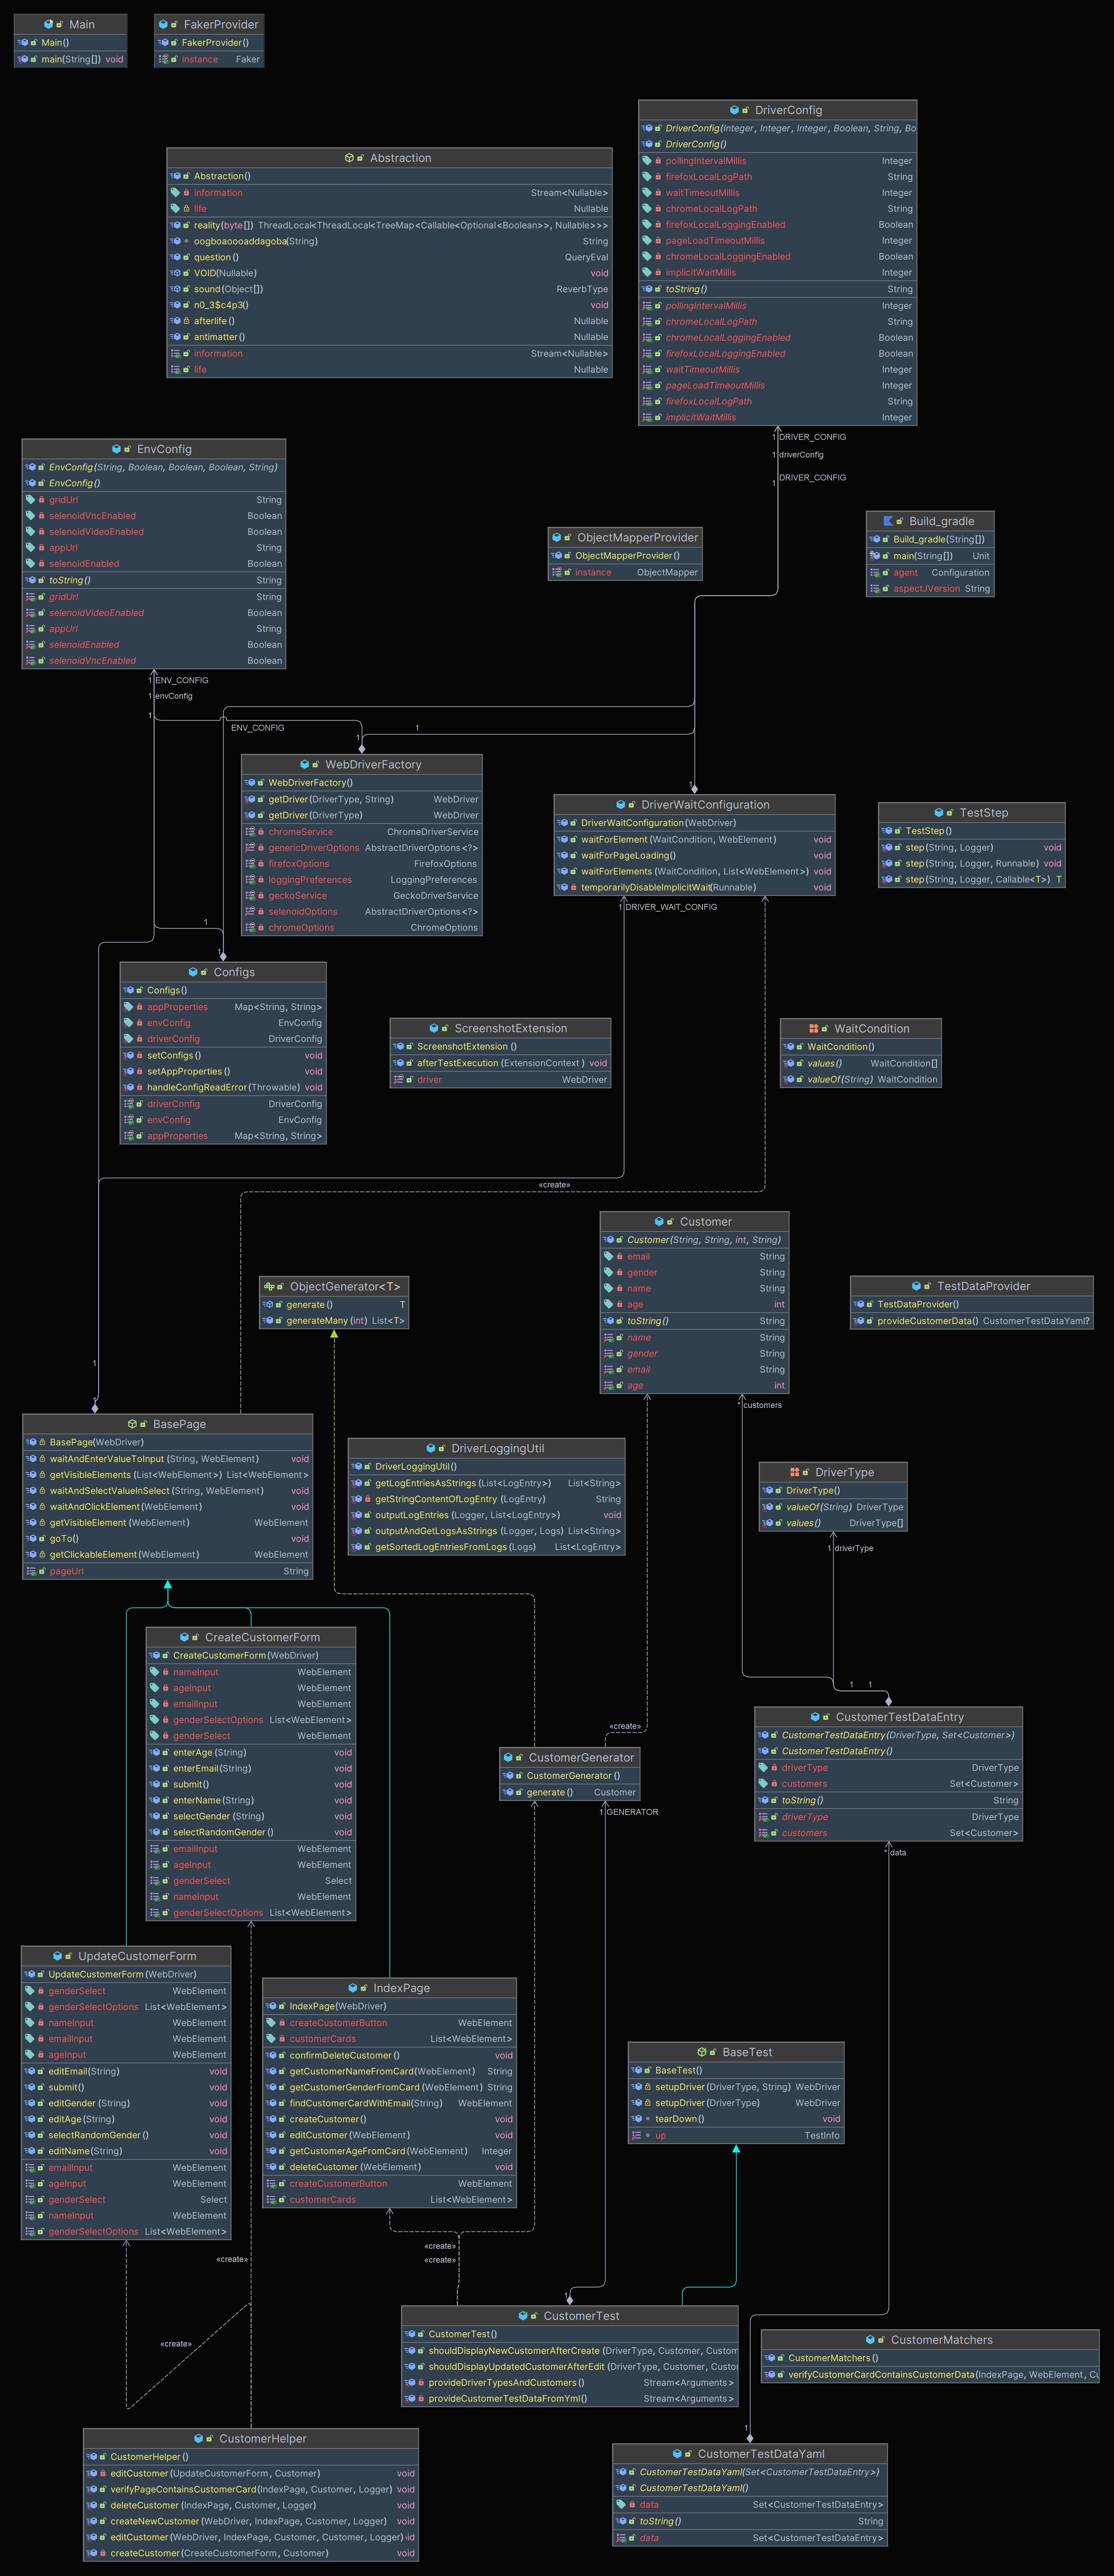 Main
Main()
main(String[]) void
FakerProvider
FakerProvider()
instance Faker
DriverConfig
DriverConfig(Integer, Integer, Integer, Boolean, String, Bo
DriverConfig()
pollingIntervalMillis Integer
firefoxLocalLogPath String
waitTimeoutMillis Integer
chromeLocalLogPath String
firefoxLocalLoggingEnabled Boolean
pageLoadTimeoutMillis Integer
chromeLocalLoggingEnabled Boolean
implicitWaitMillis Integer
toString() String
pollingIntervalMillis Integer
chromeLocalLogPath String
chromeLocalLoggingEnabled Boolean
firefoxLocalLoggingEnabled Boolean
waitTimeoutMillis Integer
pageLoadTimeoutMillis Integer
firefoxLocalLogPath String
implicitWaitMillis Integer
Abstraction
Abstraction()
information Stream<Nullable>
life Nullable
reality(byte[]) ThreadLocal<ThreadLocal<TreeMap<Callable<Optional<Boolean>>, Nullable>>>
oogboaoooaddagoba(String) String
question() QueryEval
VOID(Nullable) void
sound(Object[]) ReverbType
n0_3$c4p3() void
afterlife() Nullable
antimatter() Nullable
information Stream<Nullable>
life Nullable
1 DRIVER_CONFIG
1 driverConfig
DRIVER_CONFIG
1
EnvConfig
EnvConfig(String, Boolean, Boolean, Boolean, String)
EnvConfig()
gridUrl String
selenoidVncEnabled Boolean
selenoidVideoEnabled Boolean
appUrl String
selenoidEnabled Boolean
toString() String
gridUrl String
selenoidVideoEnabled Boolean
appUrl String
selenoidEnabled Boolean
selenoidVncEnabled Boolean
ObjectMapperProvider
ObjectMapperProvider()
instance ObjectMapper
Build_gradle
Build_gradle(String[])
main(String[]) Unit
agent Configuration
aspectJVersion String
1 ENV_CONFIG
1 envConfig
1
ENV_CONFIG
1
1
WebDriverFactory
WebDriverFactory()
getDriver(DriverType, String) WebDriver
getDriver(DriverType) WebDriver
chromeService ChromeDriverService
genericDriverOptions AbstractDriverOptions<?>
firefoxOptions FirefoxOptions
loggingPreferences LoggingPreferences
geckoService GeckoDriverService
selenoidOptions AbstractDriverOptions<?>
chromeOptions ChromeOptions
1
DriverWaitConfiguration
DriverWaitConfiguration(WebDriver)
waitForElement(WaitCondition, WebElement) void
waitForPageLoading() void
waitForElements(WaitCondition, List<WebElement>) void
temporarilyDisableImplicitWait(Runnable) void
TestStep
TestStep()
step(String, Logger) void
step(String, Logger, Runnable) void
step(String, Logger, Callable<T>) T
1 DRIVER_WAIT_CONFIG
1
1
Configs
Configs()
appProperties Map<String, String>
envConfig EnvConfig
driverConfig DriverConfig
setConfigs() void
setAppProperties() void
handleConfigReadError(Throwable) void
driverConfig DriverConfig
envConfig EnvConfig
appProperties Map<String, String>
ScreenshotExtension
ScreenshotExtension()
afterTestExecution(ExtensionContext) void
driver WebDriver
WaitCondition
WaitCondition()
values() WaitCondition[]
valueOf(String) WaitCondition
«create»
Customer
Customer(String, String, int, String)
email String
gender String
name String
age int
toString() String
name String
gender String
email String
age int
ObjectGenerator<T>
generate() T
generateMany(int) List<T>
TestDataProvider
TestDataProvider()
provideCustomerData() CustomerTestDataYaml?
1
1
* customers
BasePage
BasePage(WebDriver)
waitAndEnterValueToInput(String, WebElement) void
getVisibleElements(List<WebElement>) List<WebElement>
waitAndSelectValueInSelect(String, WebElement) void
waitAndClickElement(WebElement) void
getVisibleElement(WebElement) WebElement
goTo() void
getClickableElement(WebElement) WebElement
pageUrl String
DriverLoggingUtil
DriverLoggingUtil()
getLogEntriesAsStrings(List<LogEntry>) List<String>
getStringContentOfLogEntry(LogEntry) String
outputLogEntries(Logger, List<LogEntry>) void
outputAndGetLogsAsStrings(Logger, Logs) List<String>
getSortedLogEntriesFromLogs(Logs) List<LogEntry>
DriverType
DriverType()
valueOf(String) DriverType
values() DriverType[]
1 driverType
CreateCustomerForm
CreateCustomerForm(WebDriver)
nameInput WebElement
ageInput WebElement
emailInput WebElement
genderSelectOptions List<WebElement>
genderSelect WebElement
enterAge(String) void
enterEmail(String) void
submit() void
enterName(String) void
selectGender(String) void
selectRandomGender() void
emailInput WebElement
ageInput WebElement
genderSelect Select
nameInput WebElement
genderSelectOptions List<WebElement>
1 1
CustomerTestDataEntry
CustomerTestDataEntry(DriverType, Set<Customer>)
CustomerTestDataEntry()
driverType DriverType
customers Set<Customer>
toString() String
driverType DriverType
customers Set<Customer>
«create»
CustomerGenerator
CustomerGenerator()
generate() Customer
1 GENERATOR
* data
UpdateCustomerForm
UpdateCustomerForm(WebDriver)
genderSelect WebElement
genderSelectOptions List<WebElement>
nameInput WebElement
emailInput WebElement
ageInput WebElement
editEmail(String) void
submit() void
editGender(String) void
editAge(String) void
selectRandomGender() void
editName(String) void
emailInput WebElement
ageInput WebElement
genderSelect Select
nameInput WebElement
genderSelectOptions List<WebElement>
IndexPage
IndexPage(WebDriver)
createCustomerButton WebElement
customerCards List<WebElement>
confirmDeleteCustomer() void
getCustomerNameFromCard(WebElement) String
getCustomerGenderFromCard(WebElement) String
findCustomerCardWithEmail(String) WebElement
createCustomer() void
editCustomer(WebElement) void
getCustomerAgeFromCard(WebElement) Integer
deleteCustomer(WebElement) void
createCustomerButton WebElement
customerCards List<WebElement>
BaseTest
BaseTest()
setupDriver(DriverType, String) WebDriver
setupDriver(DriverType) WebDriver
tearDown() void
up TestInfo
«create»
«create»
«create»
«create»
1
CustomerTest
CustomerTest()
shouldDisplayNewCustomerAfterCreate(DriverType, Customer, Custom
shouldDisplayUpdatedCustomerAfterEdit(DriverType, Customer, Custo
provideDriverTypesAndCustomers() Stream<Arguments>
provideCustomerTestDataFromYml() Stream<Arguments>
CustomerMatchers
CustomerMatchers()
verifyCustomerCardContainsCustomerData(IndexPage, WebElement, Cu
CustomerHelper
CustomerHelper()
editCustomer(UpdateCustomerForm, Customer) void
verifyPageContainsCustomerCard(IndexPage, Customer, Logger) void
deleteCustomer(IndexPage, Customer, Logger) void
createNewCustomer(WebDriver, IndexPage, Customer, Logger) void
editCustomer(WebDriver, IndexPage, Customer, Customer, Logger) id
createCustomer(CreateCustomerForm, Customer) void
1
CustomerTestDataYaml
CustomerTestDataYaml(Set<CustomerTestDataEntry>)
CustomerTestDataYaml()
data Set<CustomerTestDataEntry>
toString() String
data Set<CustomerTestDataEntry>